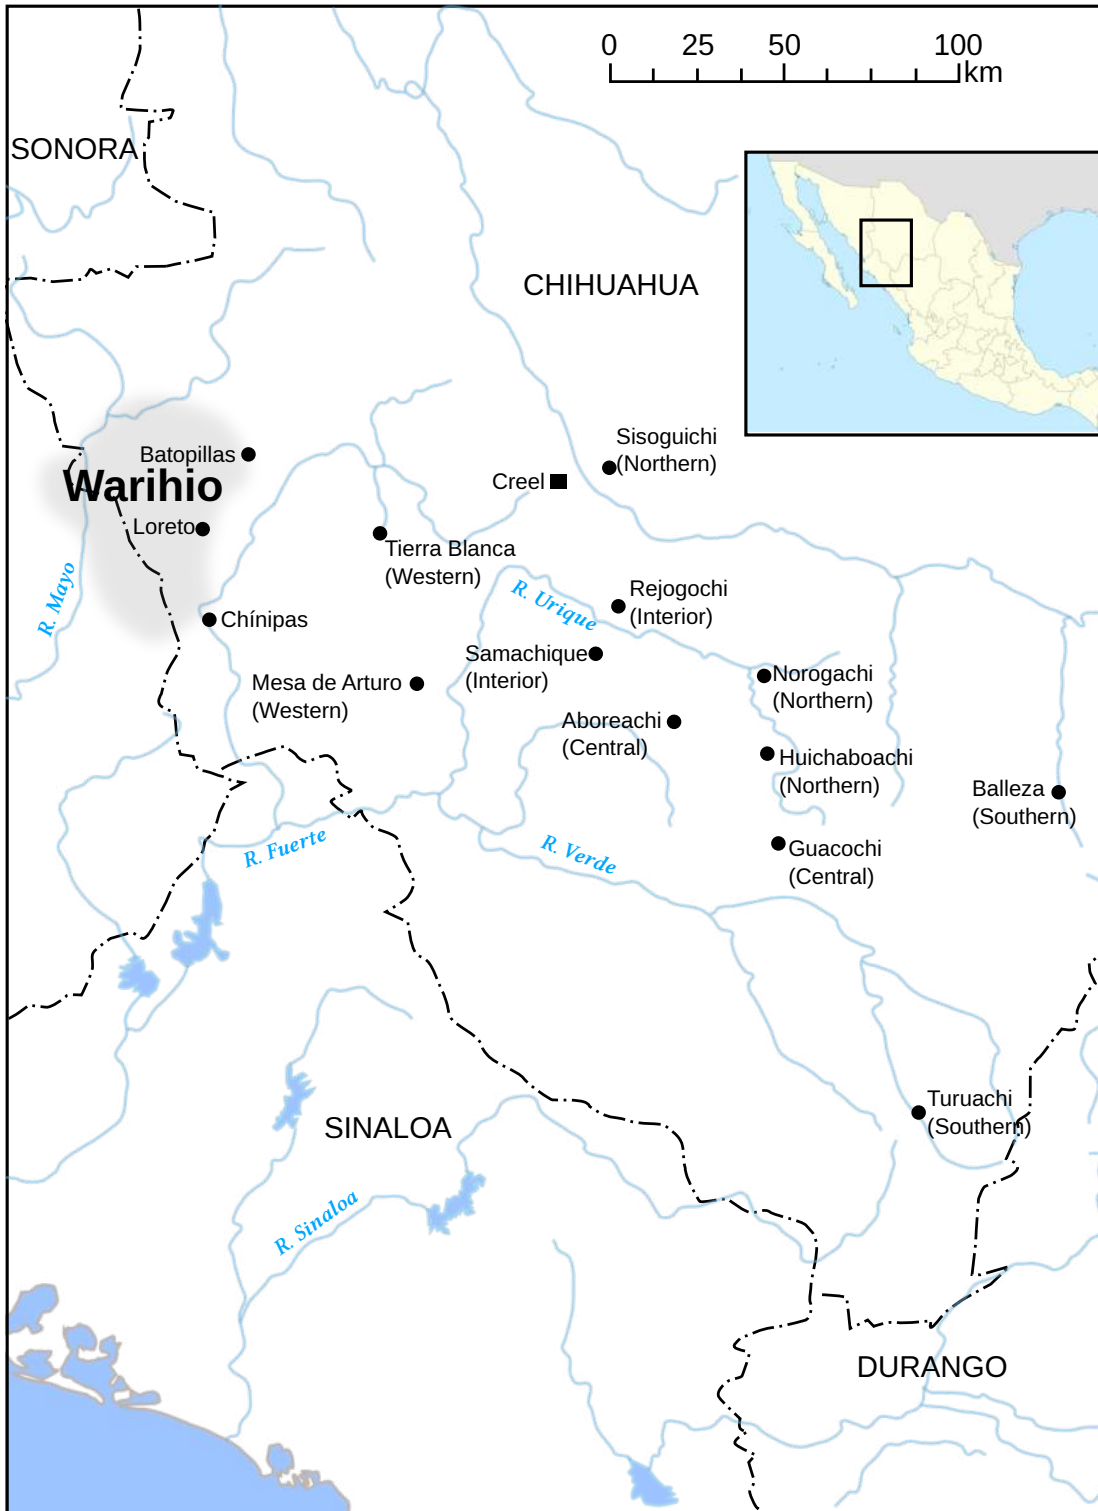 0 25 50 100
km
SONORA
CHIHUAHUA
Sisoguichi
(Northern)
Batopillas
Creel
Warihio
Loreto
Tierra Blanca
(Western)
R. Mayo
R. Urique
Rejogochi
(Interior)
Chínipas
Samachique
(Interior)
Mesa de Arturo
(Western)
Norogachi
(Northern)
Aboreachi
(Central)
Huichaboachi
(Northern)
Balleza
(Southern)
R. Fuerte
R. Verde
Guacochi
(Central)
Turuachi
(Southern)
SINALOA
R. Sinaloa
DURANGO